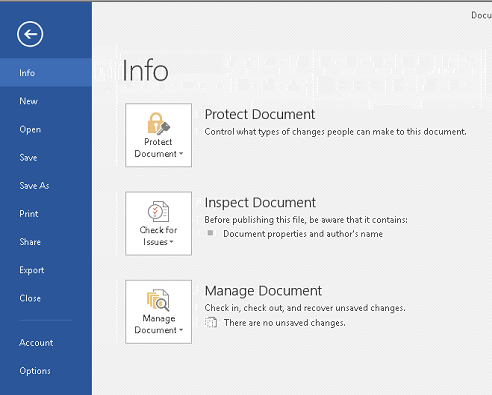 Docu
Info
Info
New
Open
Save
Save As
Print
Share
Export
Close
Account
Options
Protect
Document
Protect Document
Control what types of changes people can make to this document.
Check for
Issues
Inspect Document
Before publishing this file, be aware that it contains:
Document properties and author's name
Manage
Document
Manage Document
Check in, check out, and recover unsaved changes.
There are no unsaved changes.